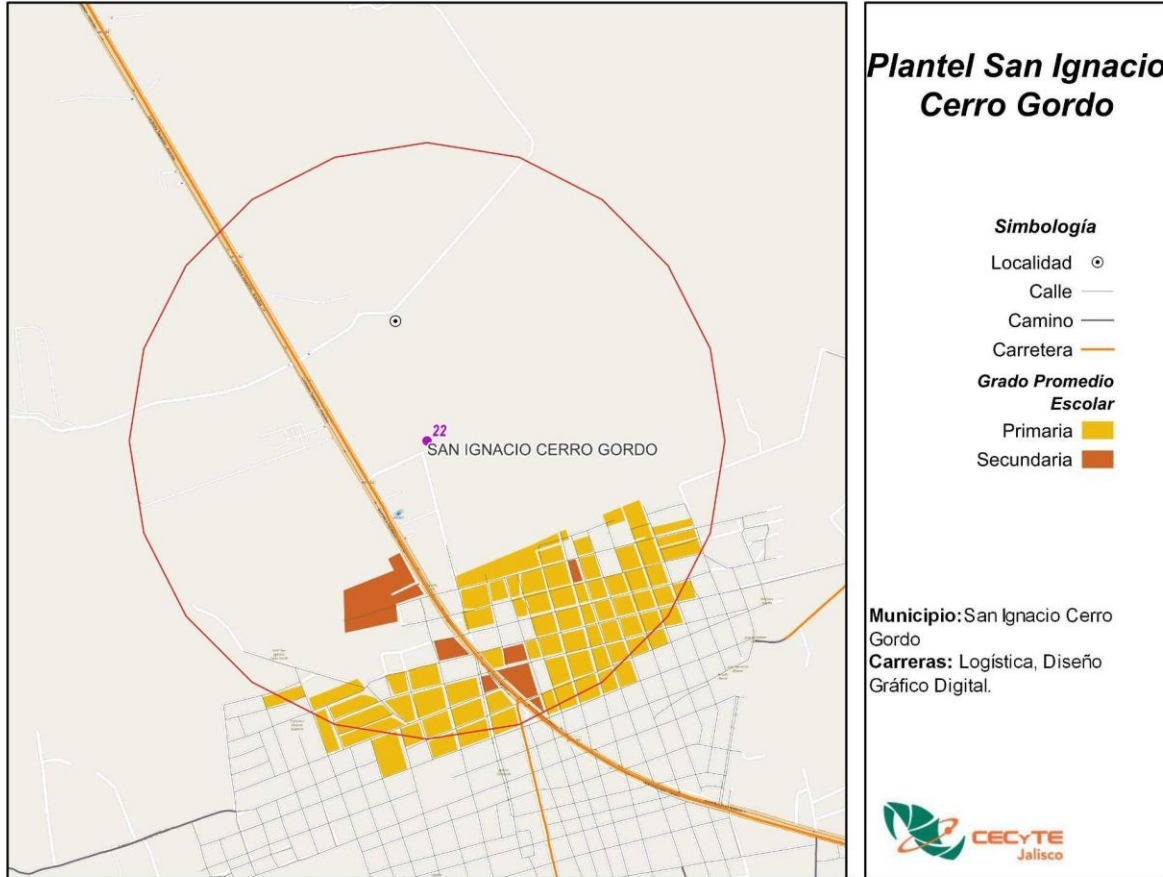 22
SAN IGNACIO CERRO GORDO
Plantel San Ignacio
Cerro Gordo
Simbología
Localidad
Calle
Camino
Carretera
Grado Promedio
Escolar
Primaria
Secundaria
Municipio:San Ignacio Cerro
Gordo
Carreras: Logística, Diseño
Gráfico Digital.
CECyTE
Jalisco